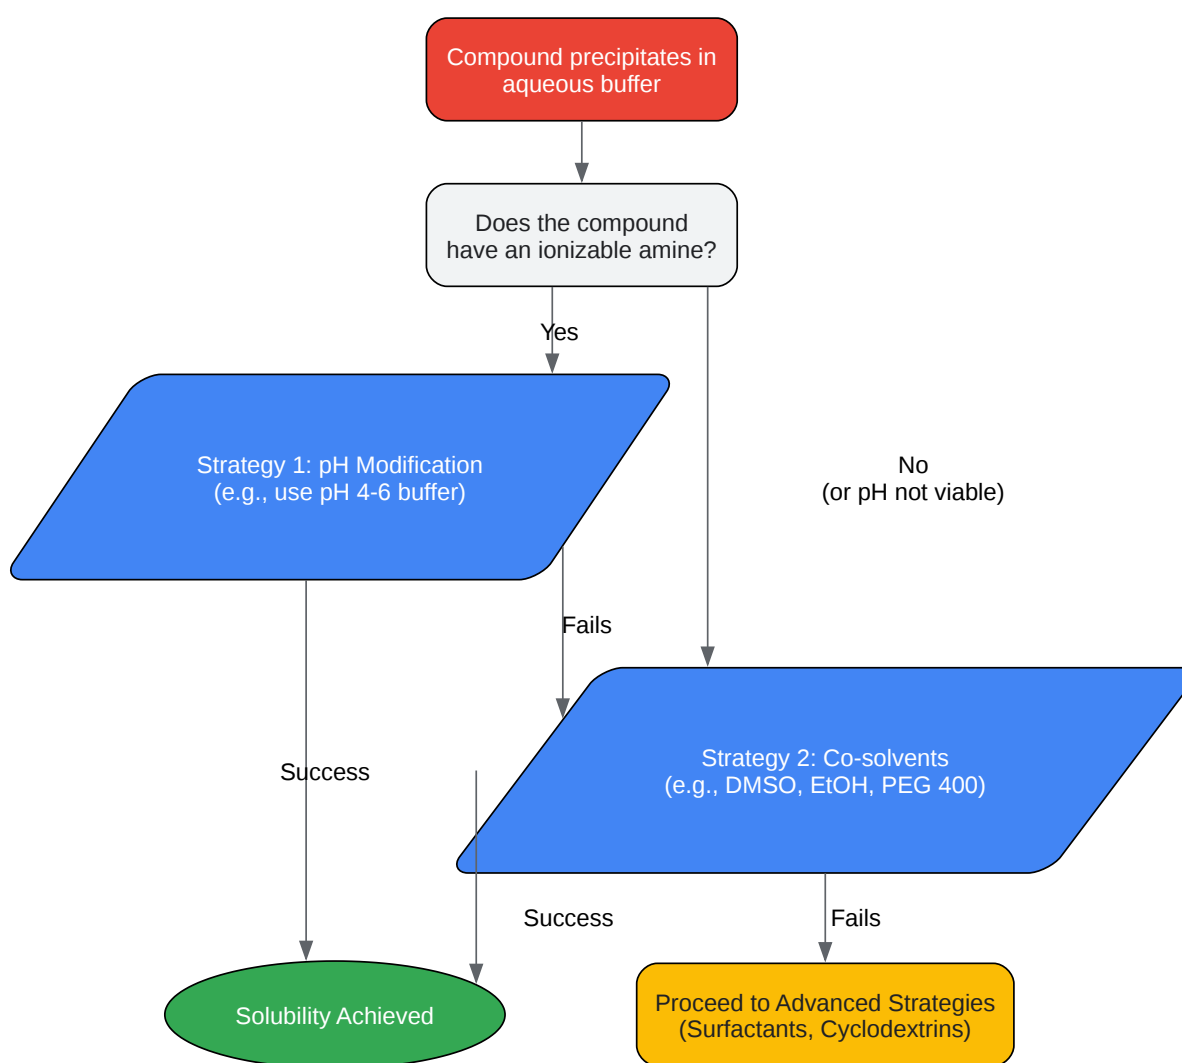 Compound precipitates in
aqueous buffer
Does the compound
have an ionizable amine?
Yes
Strategy 1: pH Modification
(e.g., use pH 4-6 buffer)
No
(or pH not viable)
Fails
Strategy 2: Co-solvents
(e.g., DMSO, EtOH, PEG 400)
Success
Success
Fails
Solubility Achieved
Proceed to Advanced Strategies
(Surfactants, Cyclodextrins)